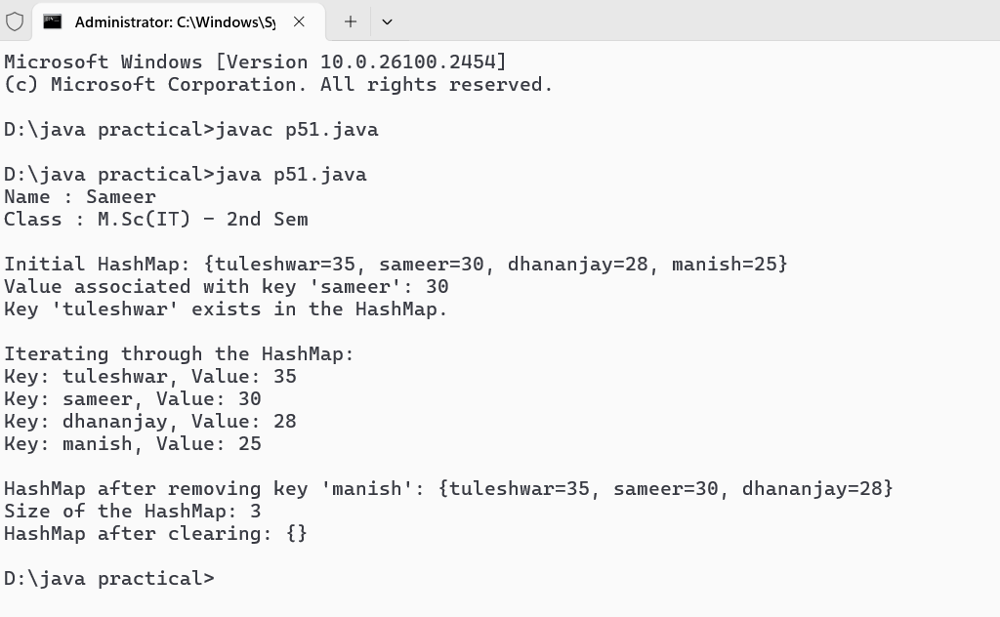 Administrator: C:\Windows\Sy
Microsoft Windows [Version 10.0.26100.2454]
(c) Microsoft Corporation. All rights reserved.
D:\java practical>javac p51.java
D:\java practical>java p51.java
Name : Sameer
Class : M.Sc(IT) - 2nd Sem
Initial HashMap: {tuleshwar=35, sameer=30, dhananjay=28, manish=25}
Value associated with key 'sameer': 30
Key 'tuleshwar' exists in the HashMap.
Iterating through the HashMap:
Key: tuleshwar, Value: 35
Key: sameer, Value: 30
Key: dhananjay, Value: 28
Key: manish, Value: 25
HashMap after removing key 'manish': {tuleshwar=35, sameer=30, dhananjay=28}
Size of the HashMap: 3
HashMap after clearing: {}
D:\java practical>